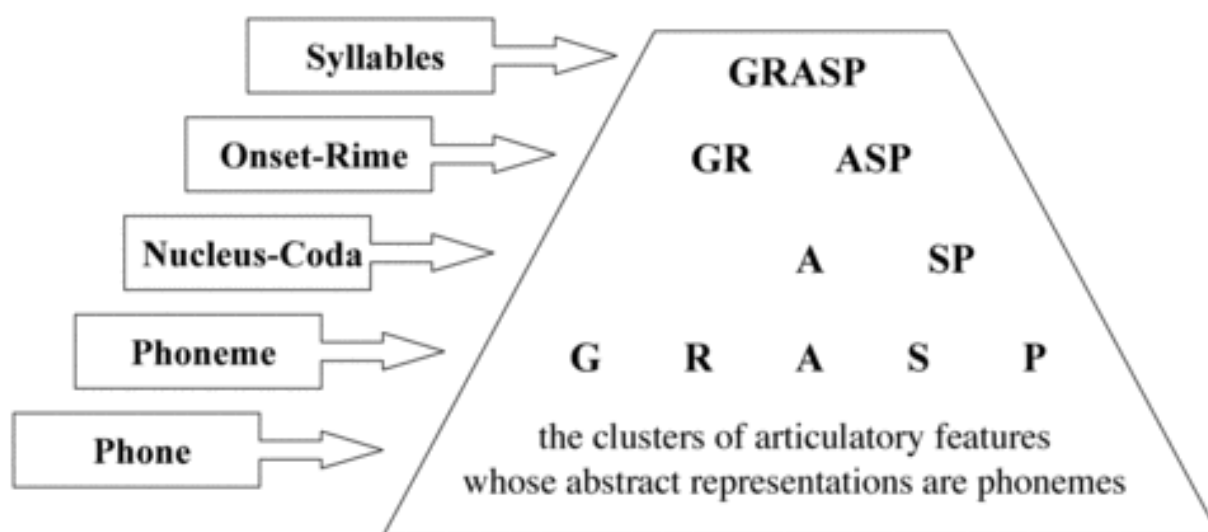 Syllables
GRASP
Onset-Rime
GR ASP
Nucleus-Coda
A SP
Phoneme
G R A S P
Phone
the clusters of articulatory features
whose abstract representations are phonemes